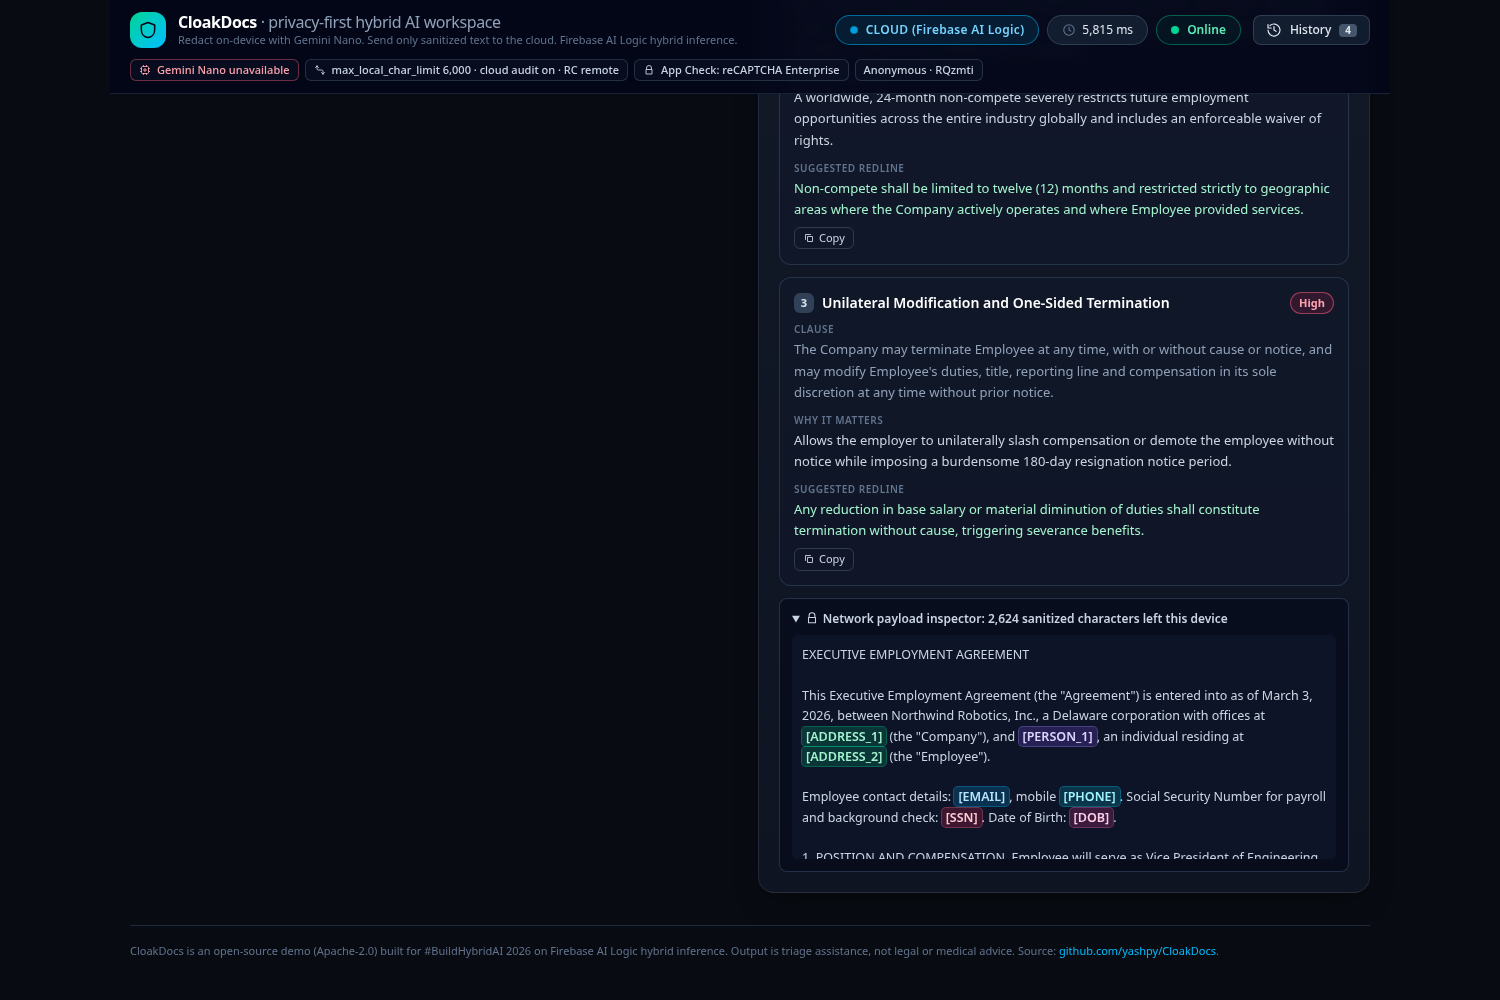 CloakDocs · privacy-first hybrid AI workspace
Redact on-device with Gemini Nano. Send only sanitized text to the cloud. Firebase AI Logic hybrid inference.
CLOUD (Firebase AI Logic)
5,815 ms
Online
History 4
Gemini Nano unavailable
max_local_char_limit 6,000 · cloud audit on · RC remote
App Check: reCAPTCHA Enterprise
Anonymous · RQzmti
A worldwide, 24-month non-compete severely restricts future employment
opportunities across the entire industry globally and includes an enforceable waiver of
rights.
SUGGESTED REDLINE
Non-compete shall be limited to twelve (12) months and restricted strictly to geographic
areas where the Company actively operates and where Employee provided services.
Copy
3 Unilateral Modification and One-Sided Termination
High
CLAUSE
The Company may terminate Employee at any time, with or without cause or notice, and
may modify Employee's duties, title, reporting line and compensation in its sole
discretion at any time without prior notice.
WHY IT MATTERS
Allows the employer to unilaterally slash compensation or demote the employee without
notice while imposing a burdensome 180-day resignation notice period.
SUGGESTED REDLINE
Any reduction in base salary or material diminution of duties shall constitute
termination without cause, triggering severance benefits.
Copy
Network payload inspector: 2,624 sanitized characters left this device
EXECUTIVE EMPLOYMENT AGREEMENT
This Executive Employment Agreement (the "Agreement") is entered into as of March 3,
2026, between Northwind Robotics, Inc., a Delaware corporation with offices at
[ADDRESS_1] (the "Company"), and [PERSON_1], an individual residing at
[ADDRESS_2] (the "Employee").
Employee contact details: [EMAIL], mobile [PHONE]. Social Security Number for payroll
and background check: [SSN]. Date of Birth: [DOB].
1. POSITION AND COMPENSATION. Employee will serve as Vice President of Engineering
CloakDocs is an open-source demo (Apache-2.0) built for #BuildHybridAI 2026 on Firebase AI Logic hybrid inference. Output is triage assistance, not legal or medical advice. Source: github.com/yashpy/CloakDocs.